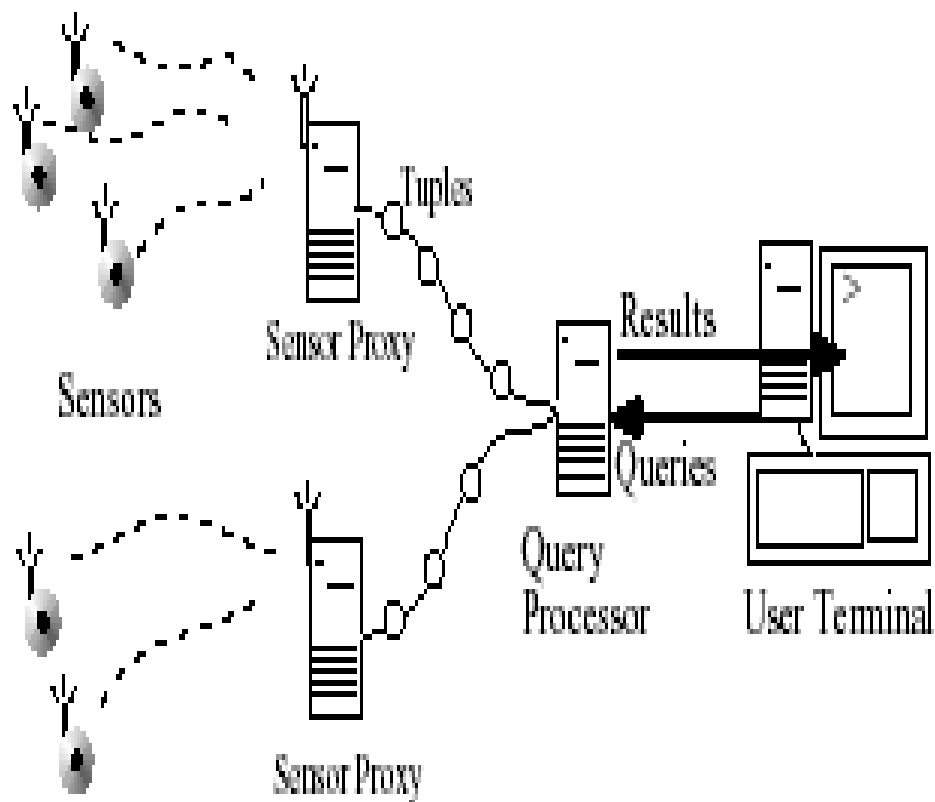 Tuples
Sensor Proxy
Sensors
Results
>
Queries
Query
Processor
User Terminal
Sensor Proxy